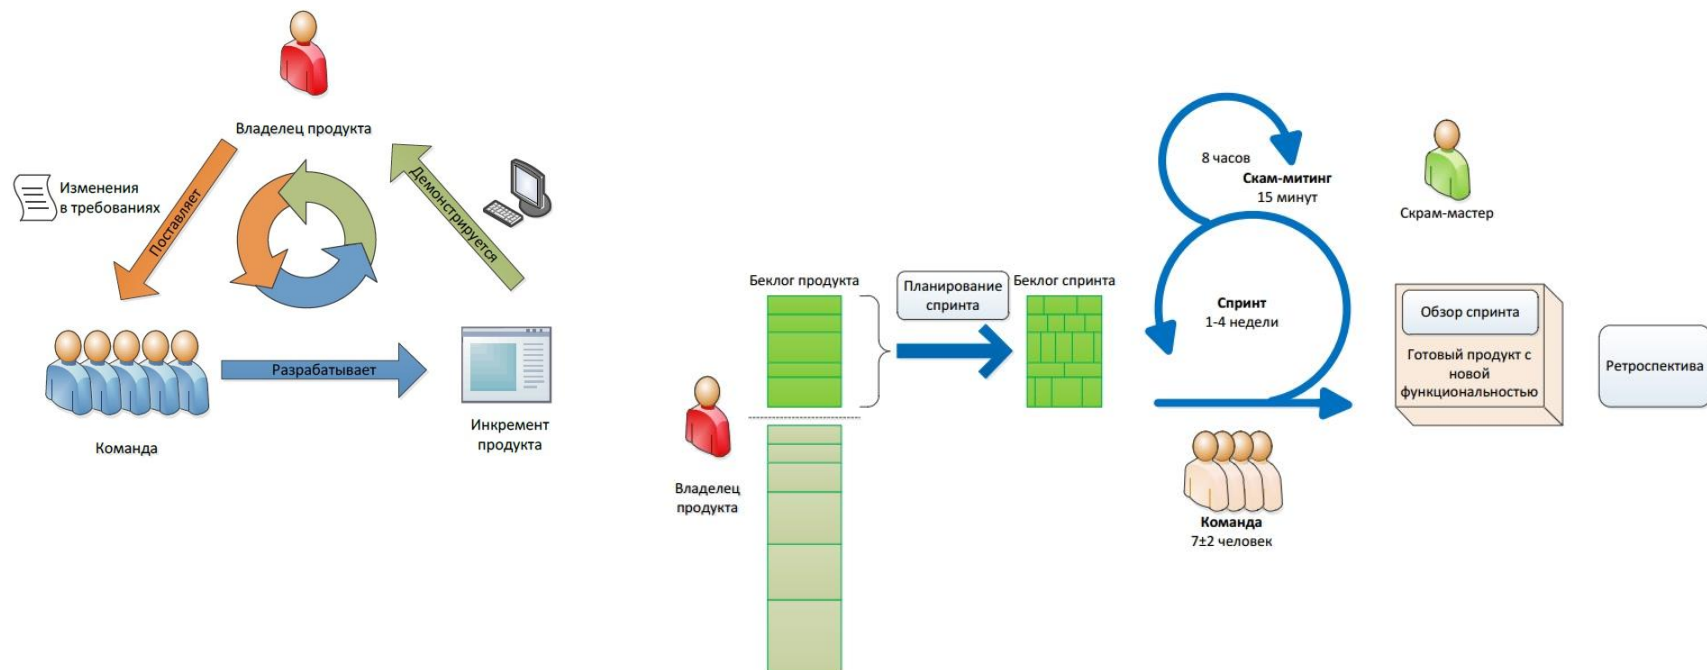 Владелец продукта
Изменения
в требованиях
Поставляет
Демонстрируется
Команда
Разрабатывает
Инкремент
продукта
Беклог продукта
Планирование
спринта
Беклог спринта
Владелец
продукта
8 часов
Скам-митинг
15 минут
Скрам-мастер
Спринт
1-4 недели
Команда
7±2 человек
Обзор спринта
Готовый продукт с
новой
функциональностью
Ретроспектива